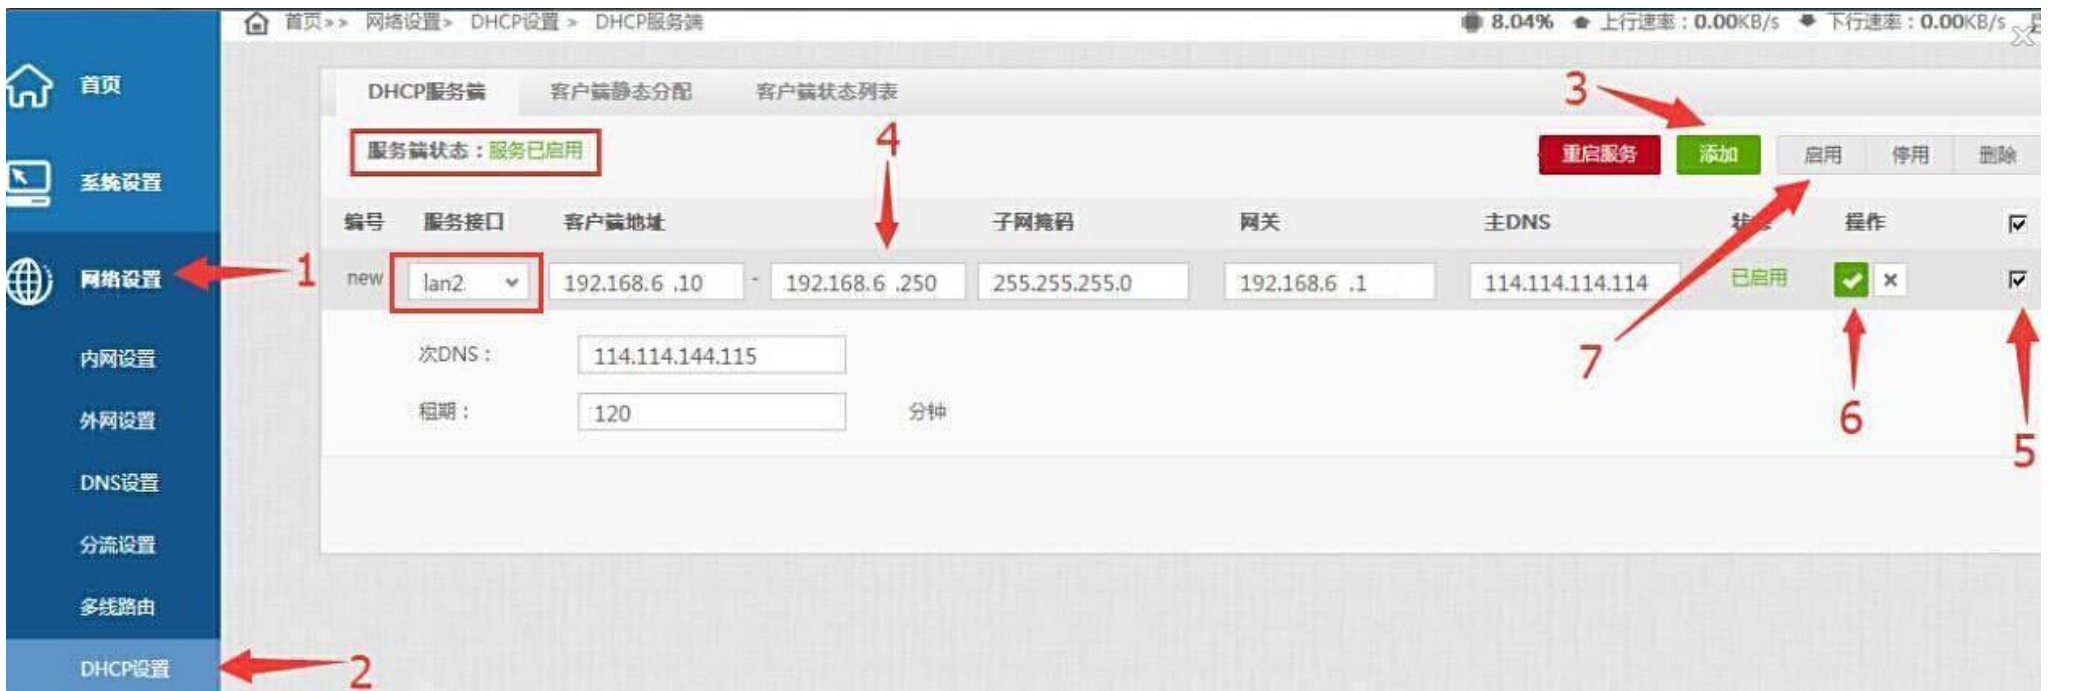 首页>> 网络设置> DHCP设置 > DHCP服务端
8.04% 上行速率：0.00KB/s 下行速率：0.00KB/s
首页
系统设置
网络设置
内网设置
外网设置
DNS设置
分流设置
多线路由
DHCP设置
1
2
DHCP服务端 客户端静态分配 客户端状态列表
3
4
服务端状态：服务已启用
重启服务 添加 启用 停用 删除
编号 服务接口 客户端地址 子网掩码 网关 主DNS 操作
new lan2 192.168.6 .10 - 192.168.6 .250 255.255.255.0 192.168.6 .1 114.114.114.114 已启用
次DNS： 114.114.144.115
租期： 120 分钟
7
6
5